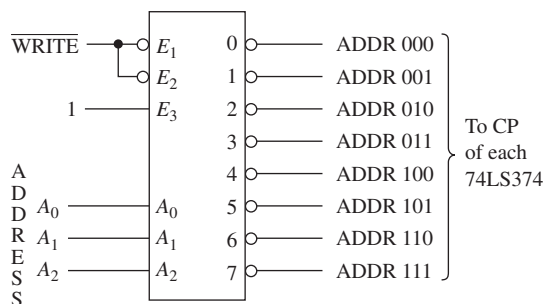 WRITE E₁ 0 ADDR 000
E₂ 1 ADDR 001
1 E₃ 2 ADDR 010
3 ADDR 011
4 ADDR 100
A₀ A₀ 5 ADDR 101
A₁ A₁ 6 ADDR 110
A₂ A₂ 7 ADDR 111
ADDRESS
To CP
of each
74LS374